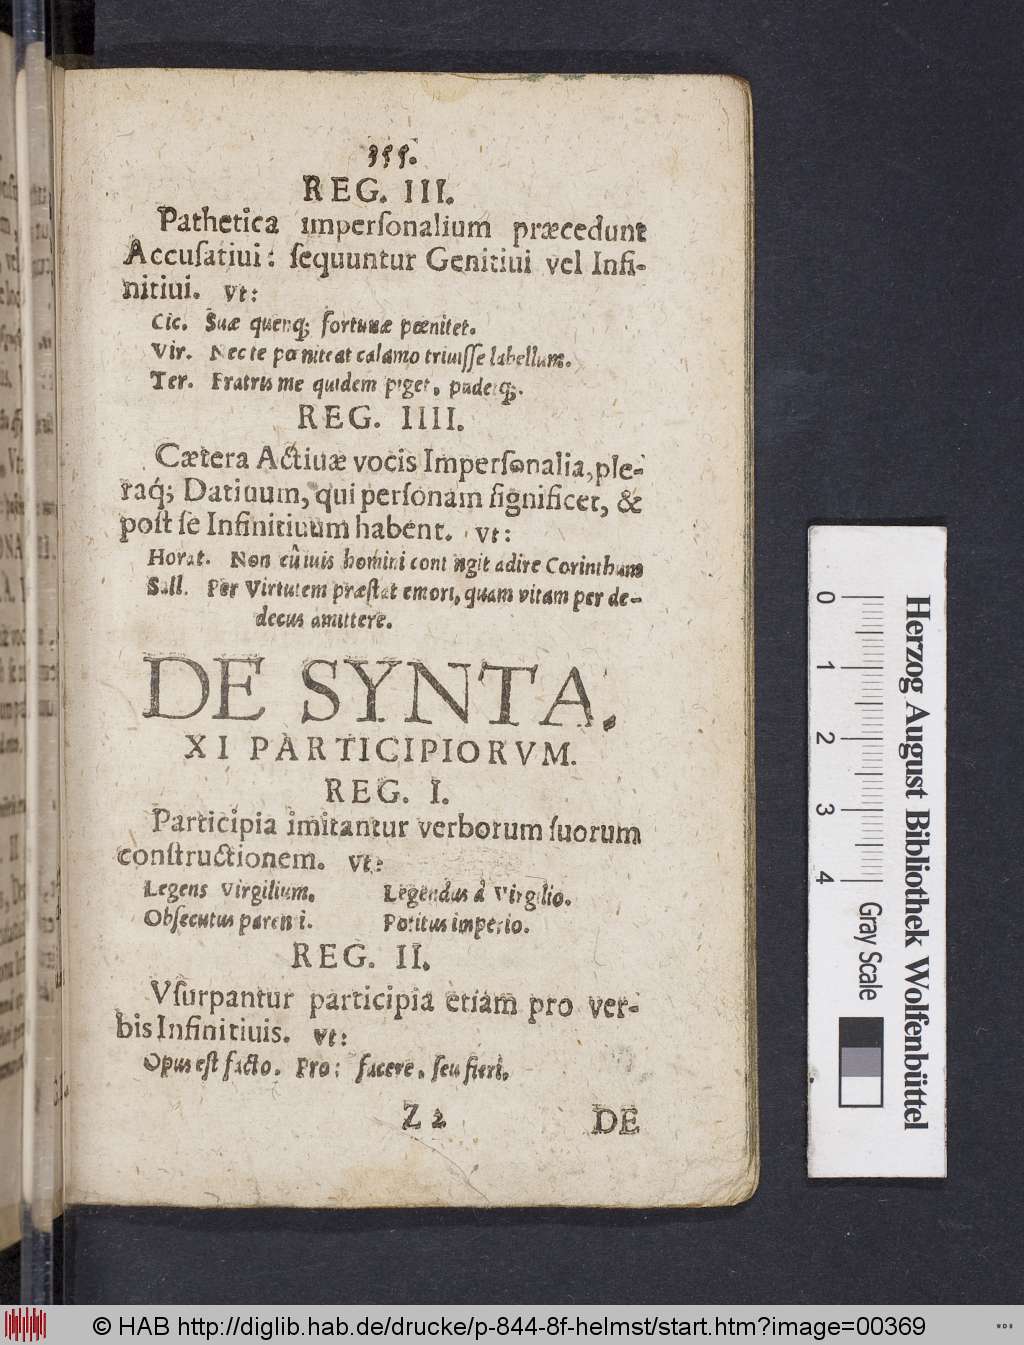 355.
REG. III.
Pathetica impersonalium præcedunt
Accuſatiui: ſequuntur Genitiui vel Infi-
nitiui. vt:
Cic. Suæ quenq; fortunæ pœnitet.
Vir. Nec te pœniteat calamo triuiſſe labellum.
Ter. Fratris me quidem piget, pudetq;.
REG. IIII.
Cætera Actiuæ vocis Imperſonalia, ple-
raq́; Datiuum, qui perſonam ſignificet, &
poſt ſe Infinitiuum habent. vt:
Horat. Non cûiuis homini contingit adire Corinthum
Sall. Per Virtutem præſtat emori, quam vitam per de-
decus amittere.
DE SYNTA.
XI PARTICIPIORVM.
REG. I.
Participia imitantur verborum ſuorum
conſtructionem. vt:
Legens Virgilium. Legendus à Virgilio.
Obſecutus parenti. Potitus imperio.
REG. II.
Vſurpantur participia etiam pro ver-
bis Infinitiuis. vt:
Opus eſt facto. Pro: facere, ſeu fieri.
Z 2 DE
0 1 2 3 4
Gray Scale
Herzog August Bibliothek Wolfenbüttel
© HAB http://diglib.hab.de/drucke/p-844-8f-helmst/start.htm?image=00369